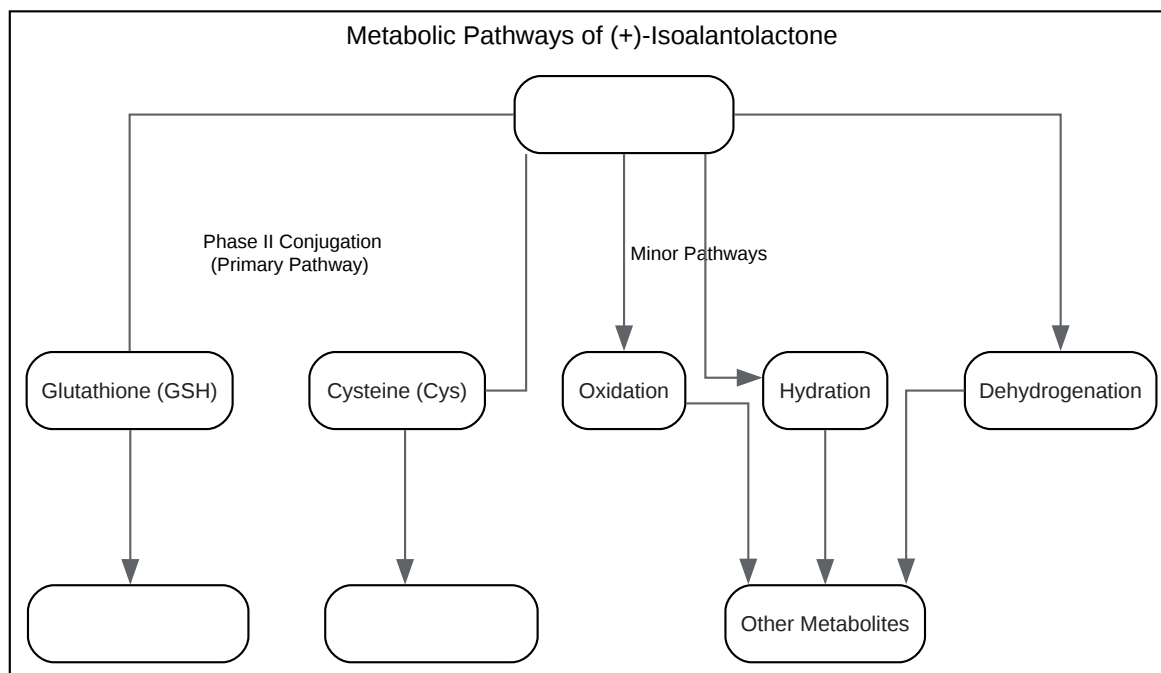 Metabolic Pathways of (+)-Isoalantolactone
Phase II Conjugation
(Primary Pathway)
Minor Pathways
Glutathione (GSH)
Cysteine (Cys)
Oxidation
Hydration
Dehydrogenation
Other Metabolites